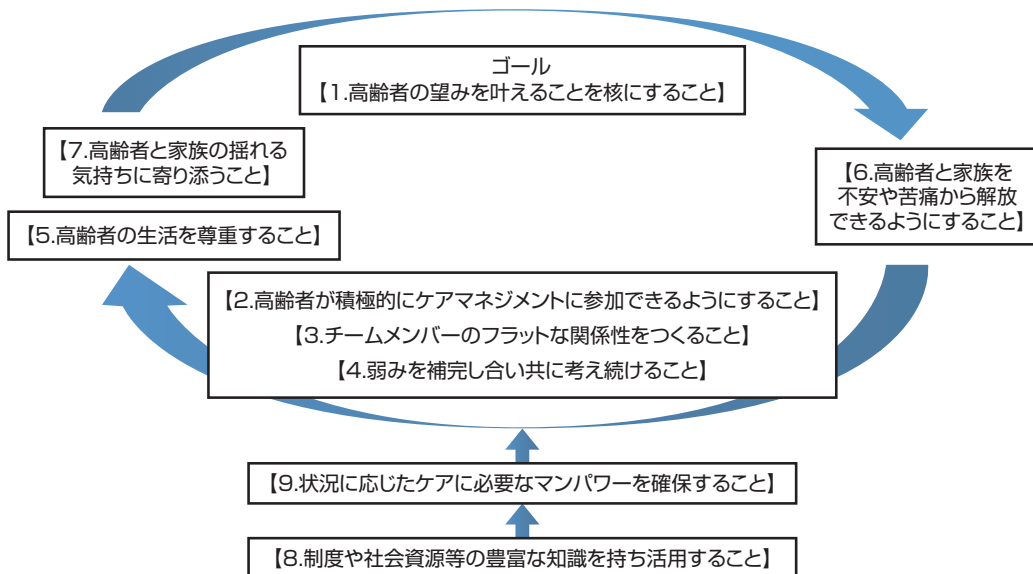 ゴール
【1.高齢者の望みを叶えることを核にすること】
【7.高齢者と家族の揺れる
気持ちに寄り添うこと】
【6.高齢者と家族を
不安や苦痛から解放
できるようにすること】
【5.高齢者の生活を尊重すること】
【2.高齢者が積極的にケアマネジメントに参加できるようにすること】
【3.チームメンバーのフラットな関係性をつくること】
【4.弱みを補完し合い共に考え続けること】
【9.状況に応じたケアに必要なマンパワーを確保すること】
【8.制度や社会資源等の豊富な知識を持ち活用すること】